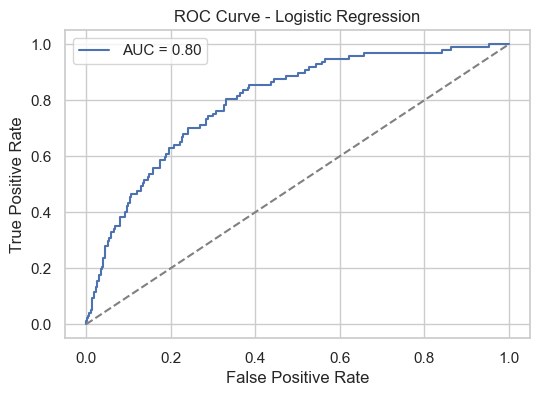 ROC Curve - Logistic Regression
AUC = 0.80
True Positive Rate
1.0
0.8
0.6
0.4
0.2
0.0
0.0 0.2 0.4 0.6 0.8 1.0
False Positive Rate